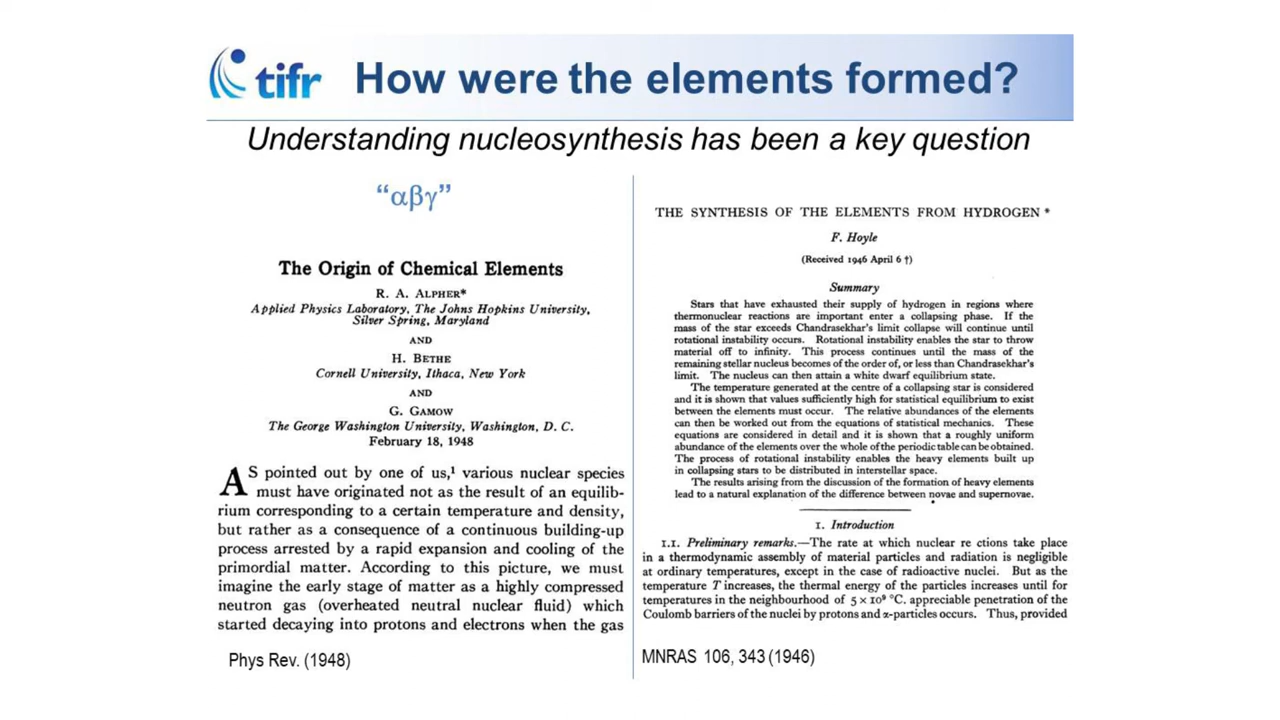 tifr How were the elements formed?
Understanding nucleosynthesis has been a key question
“αβγ”
The Origin of Chemical Elements
R. A. ALPHER*
Applied Physics Laboratory, The Johns Hopkins University,
Silver Spring, Maryland
AND
H. BETHE
Cornell University, Ithaca, New York
AND
G. GAMOW
The George Washington University, Washington, D. C.
February 18, 1948
AS pointed out by one of us,¹ various nuclear species
must have originated not as the result of an equilib-
rium corresponding to a certain temperature and density,
but rather as a consequence of a continuous building-up
process arrested by a rapid expansion and cooling of the
primordial matter. According to this picture, we must
imagine the early stage of matter as a highly compressed
neutron gas (overheated neutral nuclear fluid) which
started decaying into protons and electrons when the gas
Phys Rev. (1948)
THE SYNTHESIS OF THE ELEMENTS FROM HYDROGEN *
F. Hoyle
(Received 1946 April 6 †)
Summary
Stars that have exhausted their supply of hydrogen in regions where
thermonuclear reactions are important enter a collapsing phase. If the
mass of the star exceeds Chandrasekhar's limit collapse will continue until
rotational instability occurs. Rotational instability enables the star to throw
material off to infinity. This process continues until the mass of the
remaining stellar nucleus becomes of the order of, or less than Chandrasekhar's
limit. The nucleus can then attain a white dwarf equilibrium state.
The temperature generated at the centre of a collapsing star is considered
and it is shown that values sufficiently high for statistical equilibrium to exist
between the elements must occur. The relative abundances of the elements
can then be worked out from the equations of statistical mechanics. These
equations are considered in detail and it is shown that a roughly uniform
abundance of the elements over the whole of the periodic table can be obtained.
The process of rotational instability enables the heavy elements built up
in collapsing stars to be distributed in interstellar space.
The results arising from the discussion of the formation of heavy elements
lead to a natural explanation of the difference between novae and supernovae.
1. Introduction
1.1. Preliminary remarks.—The rate at which nuclear re ctions take place
in a thermodynamic assembly of material particles and radiation is negligible
at ordinary temperatures, except in the case of radioactive nuclei. But as the
temperature T increases, the thermal energy of the particles increases until for
temperatures in the neighbourhood of 5 × 10⁹ °C. appreciable penetration of the
Coulomb barriers of the nuclei by protons and α-particles occurs. Thus, provided
MNRAS 106, 343 (1946)